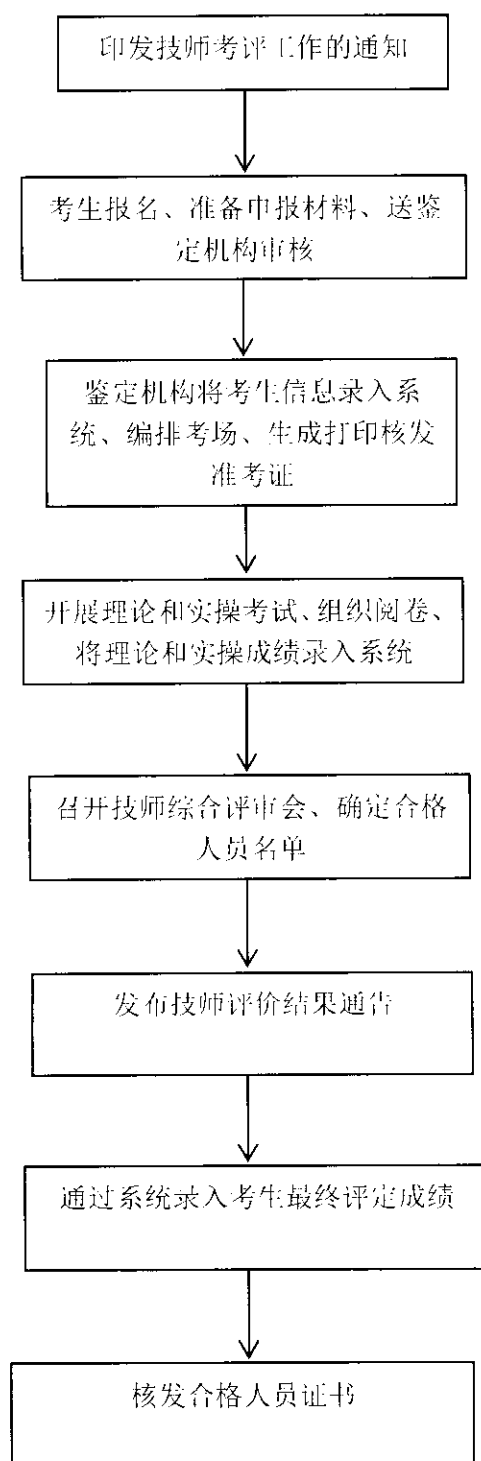 印发技师考评工作的通知
考生报名、准备申报材料、送鉴
定机构审核
鉴定机构将考生信息录入系
统、编排考场、生成打印核发
准考证
开展理论和实操考试、组织阅卷、
将理论和实操成绩录入系统
召开技师综合评审会、确定合格
人员名单
发布技师评价结果通告
通过系统录入考生最终评定成绩
核发合格人员证书